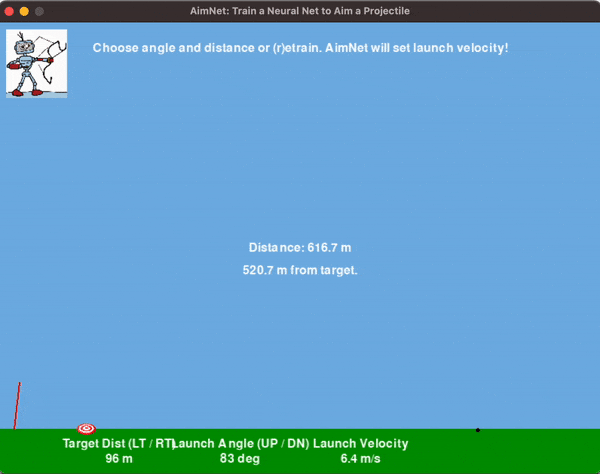 AimNet: Train a Neural Net to Aim a Projectile
Choose angle and distance or (r)etrain. AimNet will set launch velocity!
Distance: 616.7 m
520.7 m from target.
Target Dist (LT / RT) Launch Angle (UP / DN) Launch Velocity
96 m 83 deg 6.4 m/s